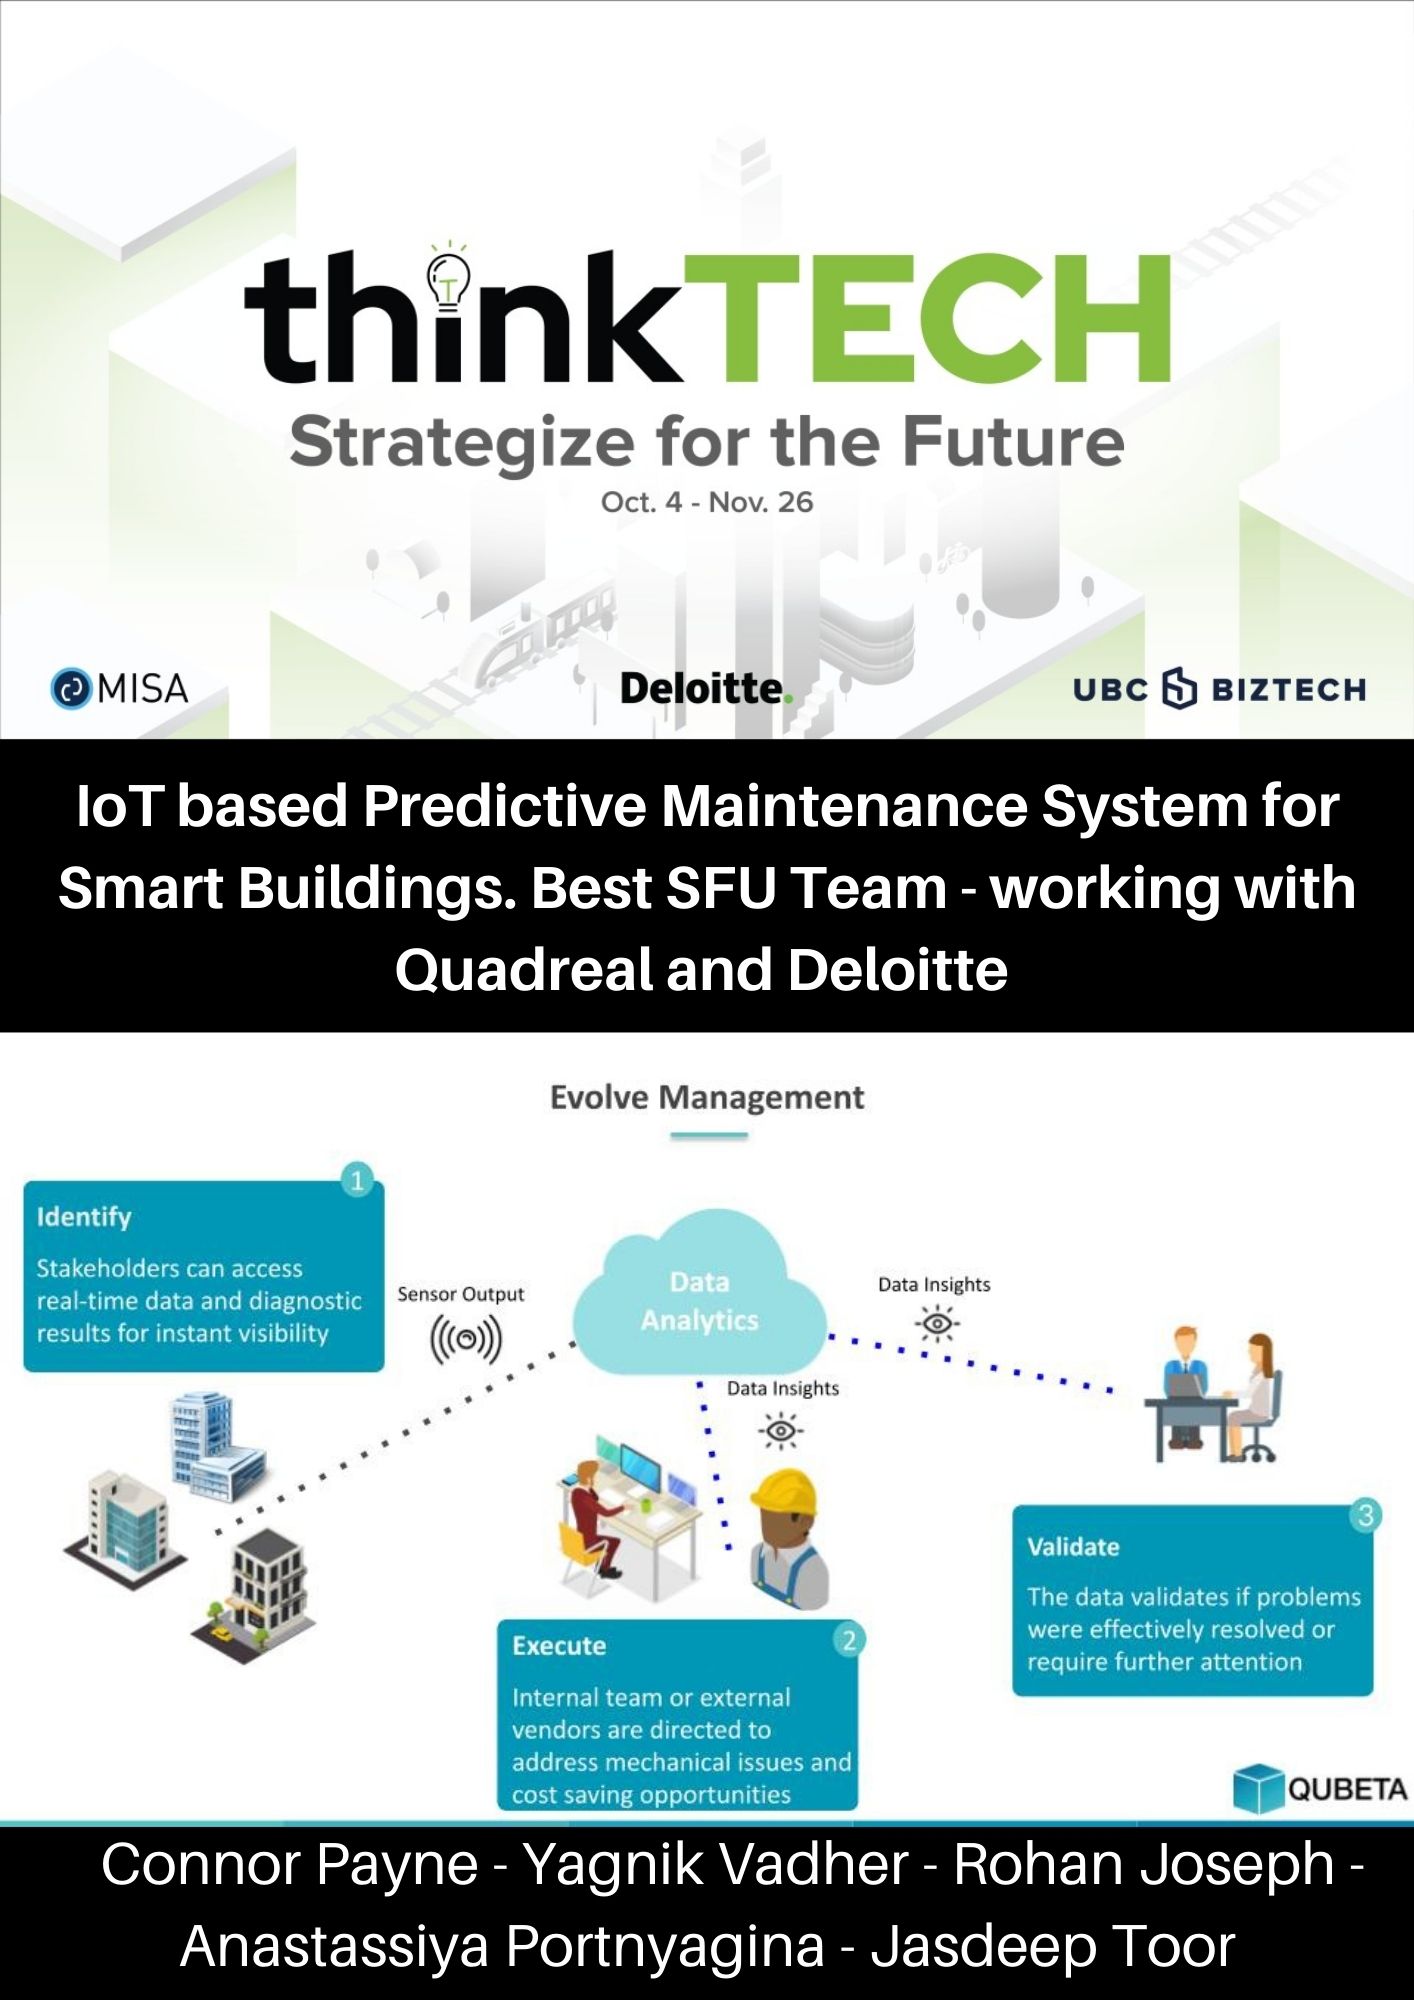 thinkTECH
Strategize for the Future
Oct. 4 - Nov. 26
MISA
Deloitte.
UBC BIZTECH
IoT based Predictive Maintenance System for
Smart Buildings. Best SFU Team - working with
Quadreal and Deloitte
Evolve Management
1
Identify
Stakeholders can access
real-time data and diagnostic
results for instant visibility
Sensor Output
Data
Analytics
Data Insights
Data Insights
2
Execute
Internal team or external
vendors are directed to
address mechanical issues and
cost saving opportunities
3
Validate
The data validates if problems
were effectively resolved or
require further attention
QUBETA
Connor Payne - Yagnik Vadher - Rohan Joseph -
Anastassiya Portnyagina - Jasdeep Toor